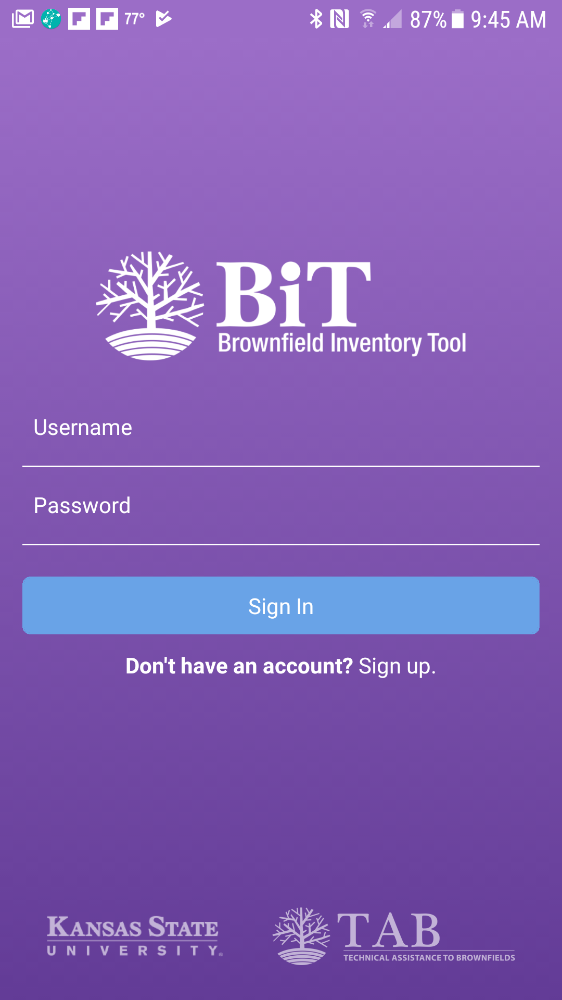 77° 87% 9:45 AM
BiT
Brownfield Inventory Tool
Username
Password
Sign In
Don't have an account? Sign up.
KANSAS STATE
UNIVERSITY®
TAB
TECHNICAL ASSISTANCE TO BROWNFIELDS